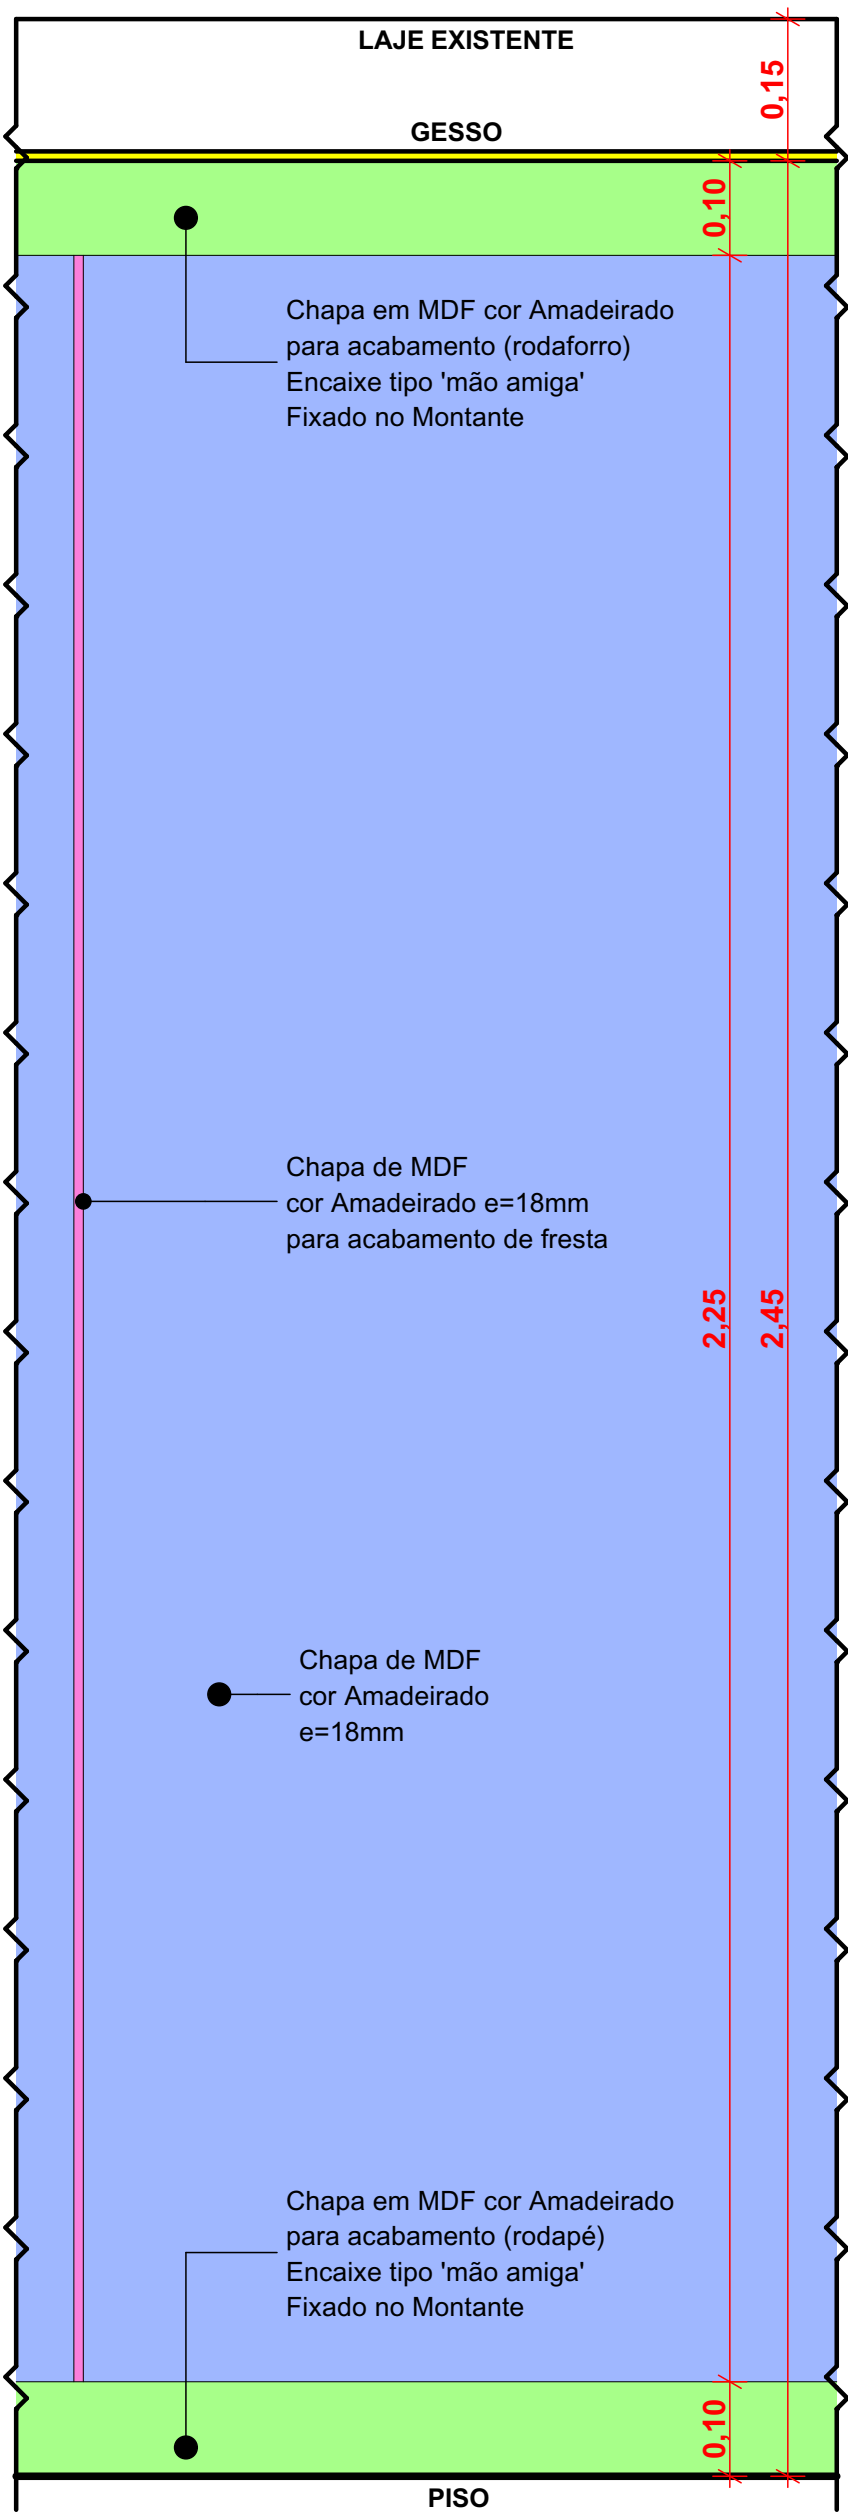 LAJE EXISTENTE
0,15
GESSO
0,10
Chapa em MDF cor Amadeirado
para acabamento (rodaforro)
Encaixe tipo 'mão amiga'
Fixado no Montante
Chapa de MDF
cor Amadeirado e=18mm
para acabamento de fresta
2,25
2,45
Chapa de MDF
cor Amadeirado
e=18mm
Chapa em MDF cor Amadeirado
para acabamento (rodapé)
Encaixe tipo 'mão amiga'
Fixado no Montante
0,10
PISO